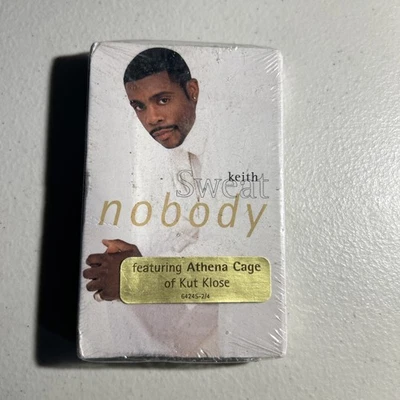 keith
Sweat
nobody
featuring Athena Cage
of Kut Klose
64245-2/4